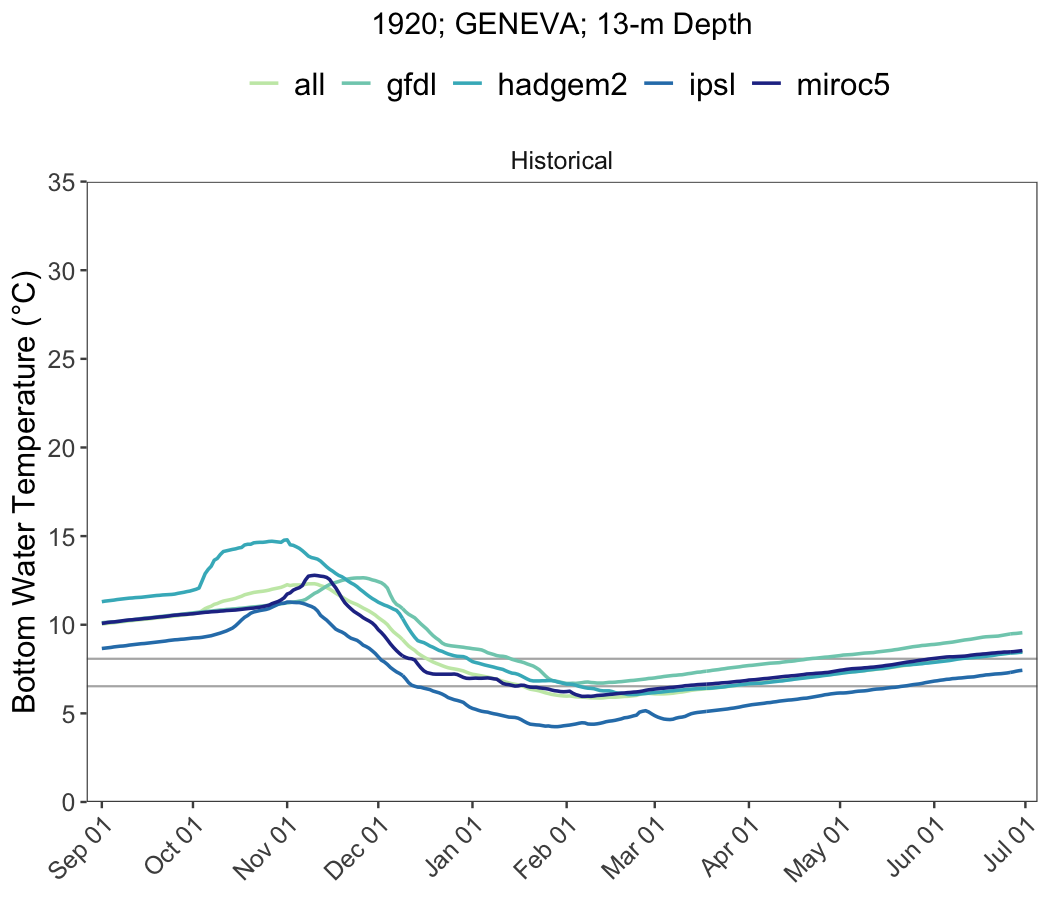 1920; GENEVA; 13-m Depth
all gfdl hadgem2 ipsl miroc5
Historical
Bottom Water Temperature (°C)
35
30
25
20
15
10
5
0
Sep 01 Oct 01 Nov 01 Dec 01 Jan 01 Feb 01 Mar 01 Apr 01 May 01 Jun 01 Jul 01